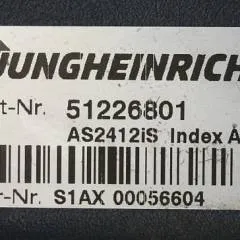 JUNGHEINRICH
t-Nr. 51226801
AS2412iS Index A
r-Nr. S1AX 00056604